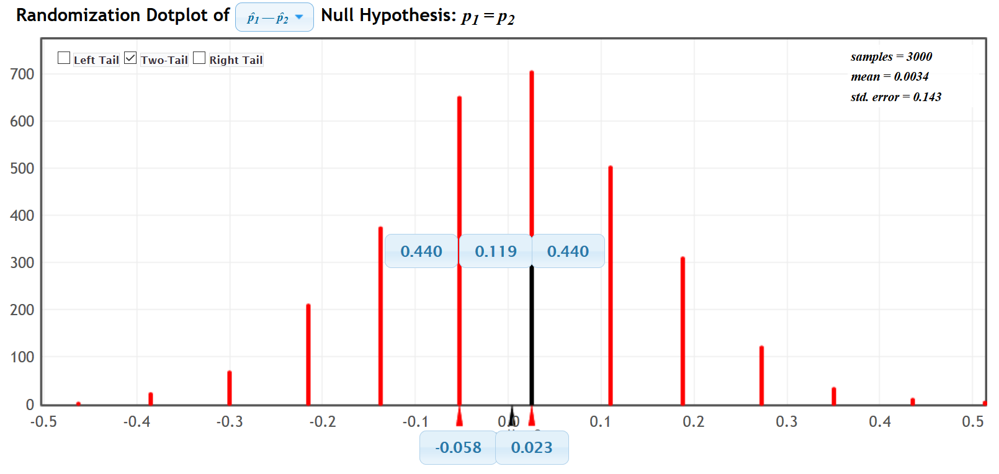 Randomization Dotplot of p̂₁ — p̂₂ Null Hypothesis: p₁ = p₂
Left Tail Two-Tail Right Tail
samples = 3000
mean = 0.0034
std. error = 0.143
700
600
500
400
300
200
100
0
0.440 0.119 0.440
-0.5 -0.4 -0.3 -0.2 -0.1 0.0 0.1 0.2 0.3 0.4 0.5
-0.058 0.023